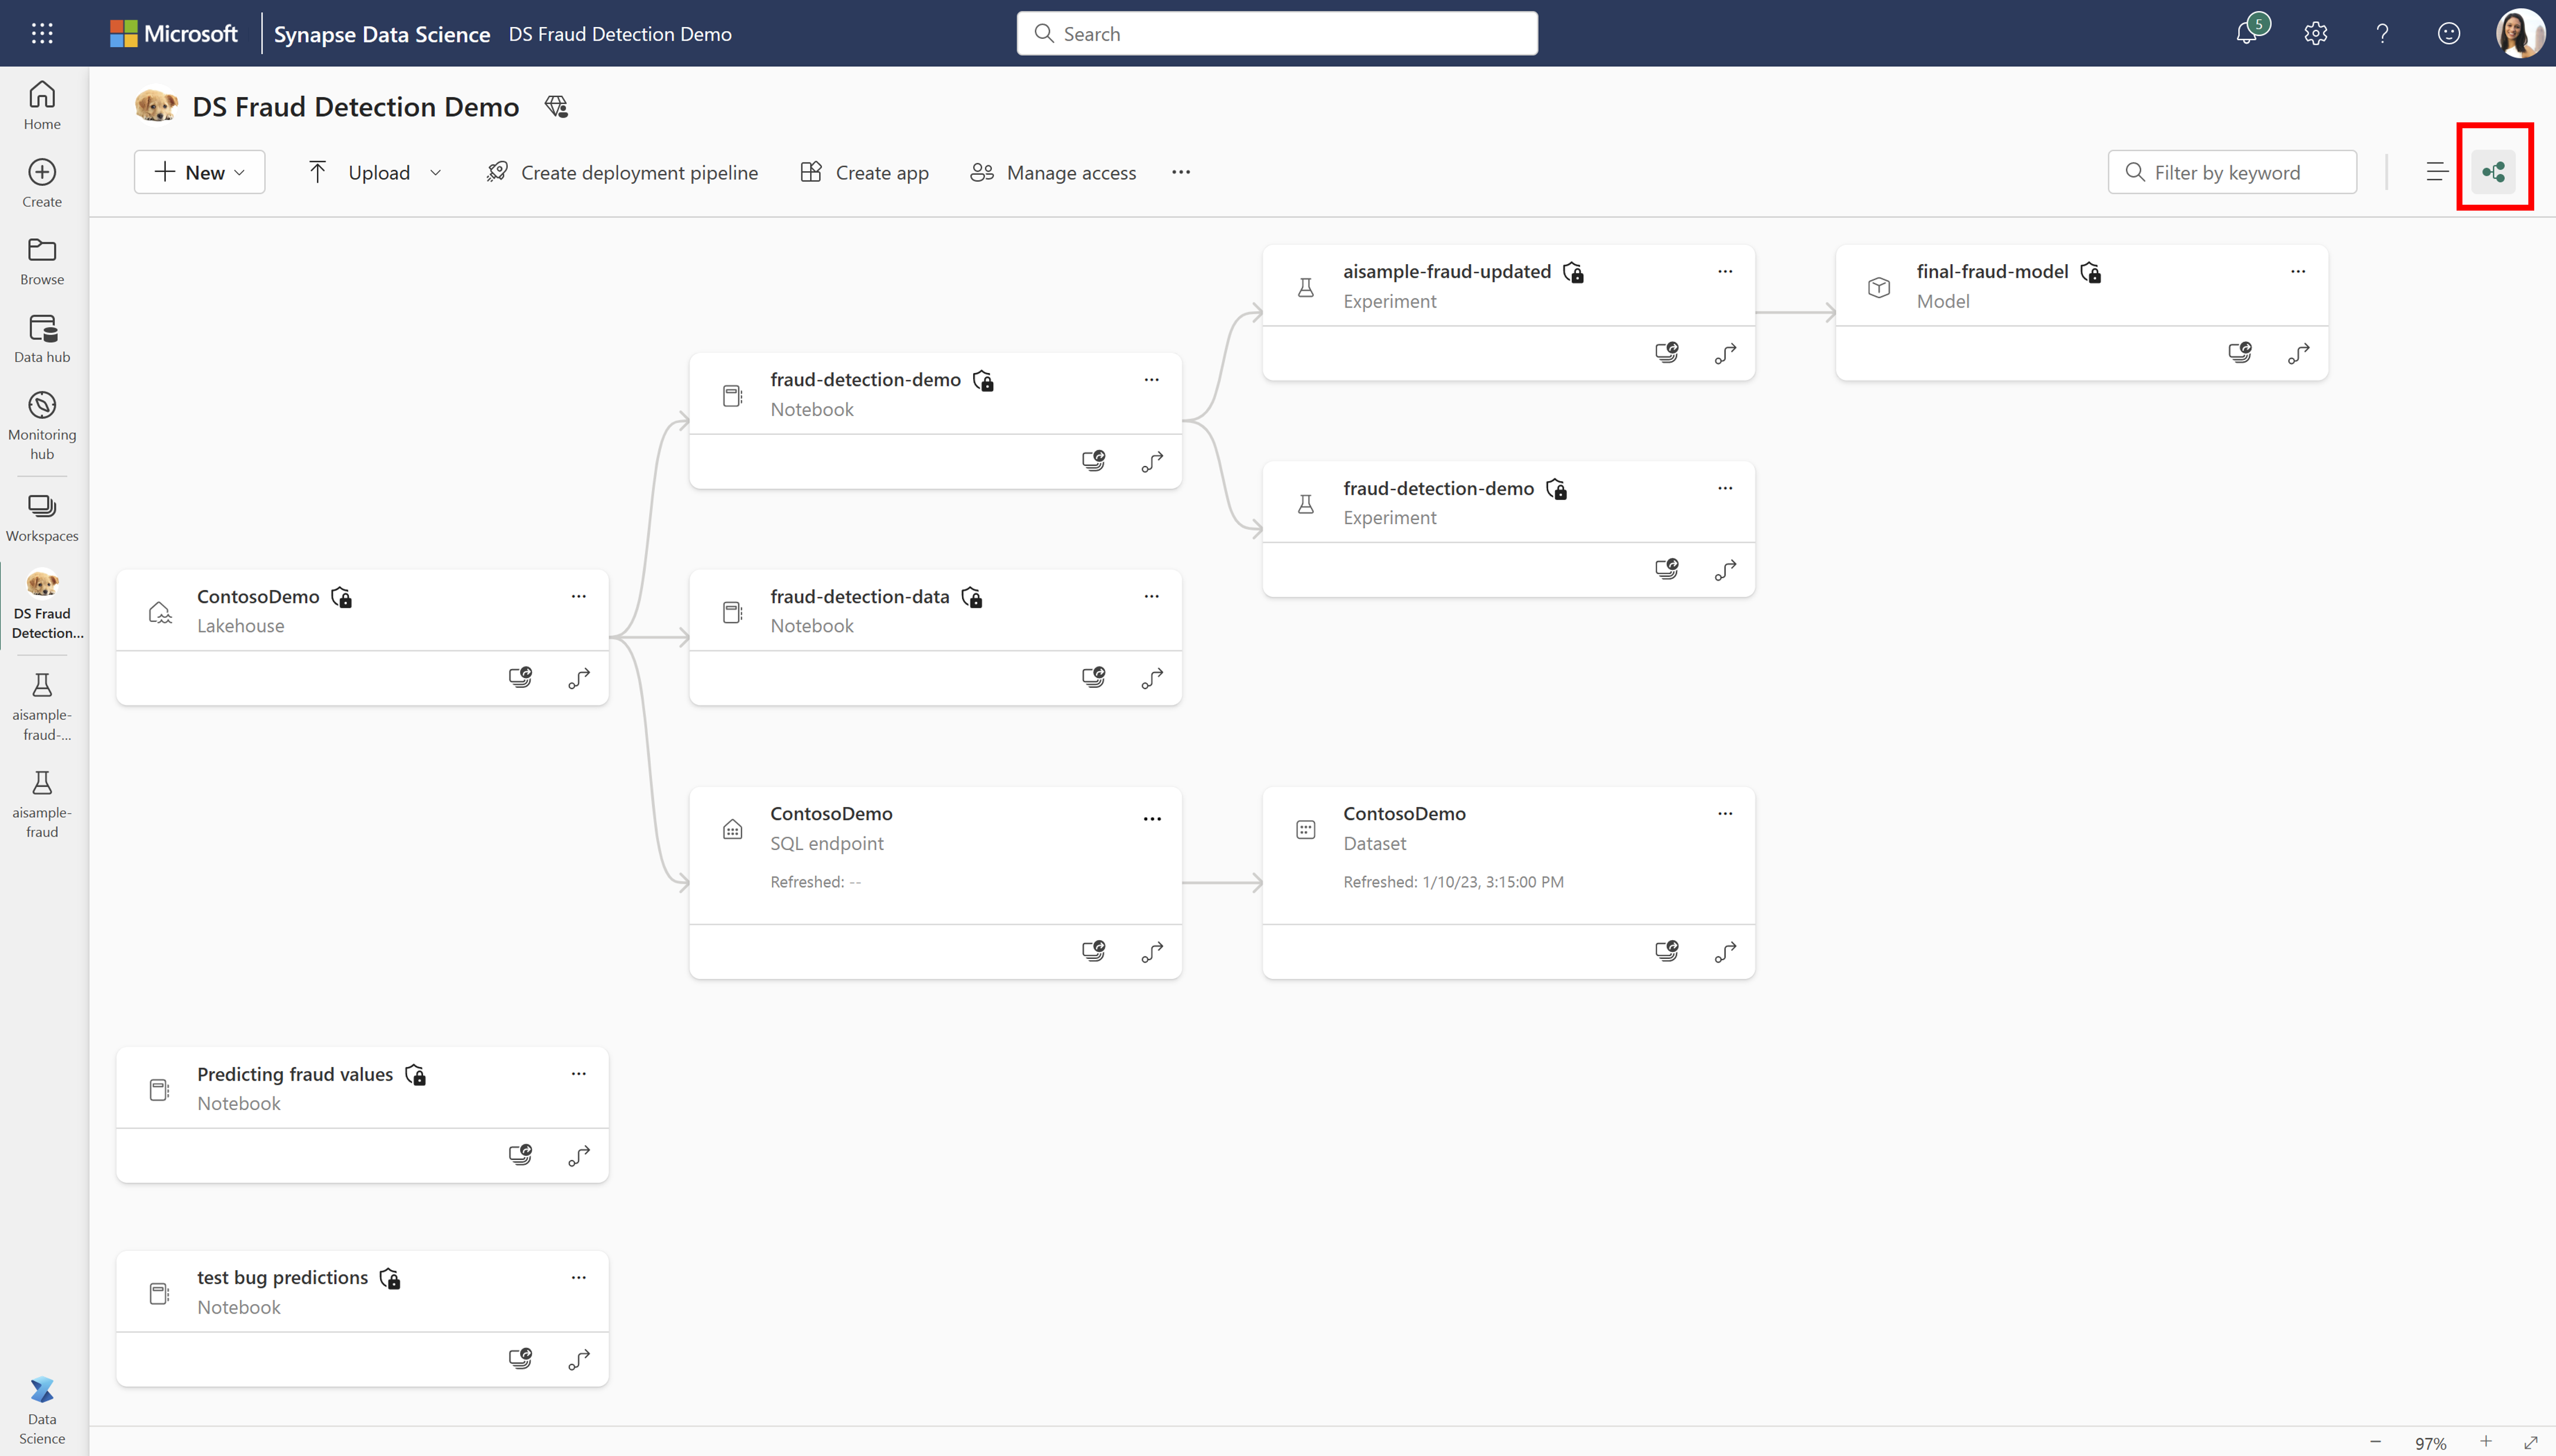 Microsoft
Synapse Data Science
DS Fraud Detection Demo
Search
5
Home
Create
Browse
Data hub
Monitoring
hub
Workspaces
DS Fraud
Detection...
aisample-
fraud-...
aisample-
fraud
Data
Science
DS Fraud Detection Demo
New
Upload
Create deployment pipeline
Create app
Manage access
Filter by keyword
aisample-fraud-updated
Experiment
final-fraud-model
Model
fraud-detection-demo
Notebook
fraud-detection-demo
Experiment
ContosoDemo
Lakehouse
fraud-detection-data
Notebook
ContosoDemo
SQL endpoint
Refreshed: --
ContosoDemo
Dataset
Refreshed: 1/10/23, 3:15:00 PM
Predicting fraud values
Notebook
test bug predictions
Notebook
97%